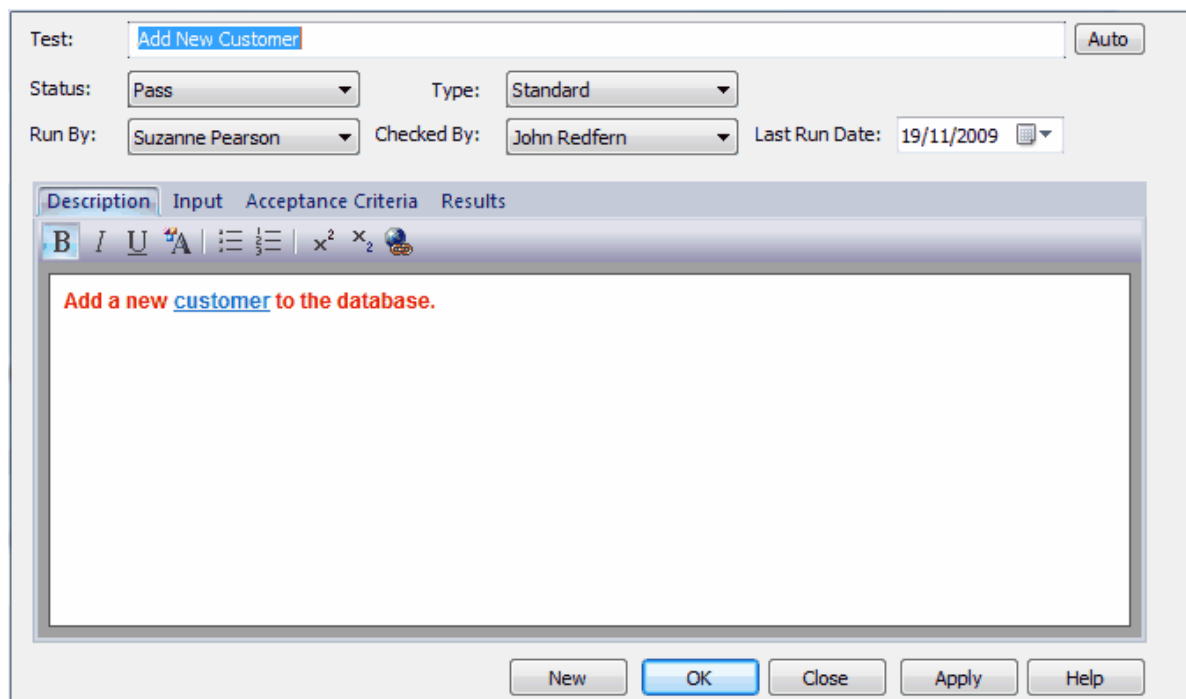 Test: Add New Customer Auto
Status: Pass Type: Standard
Run By: Suzanne Pearson Checked By: John Redfern Last Run Date: 19/11/2009
Description Input Acceptance Criteria Results
B I U A x² x₂
Add a new customer to the database.
New OK Close Apply Help